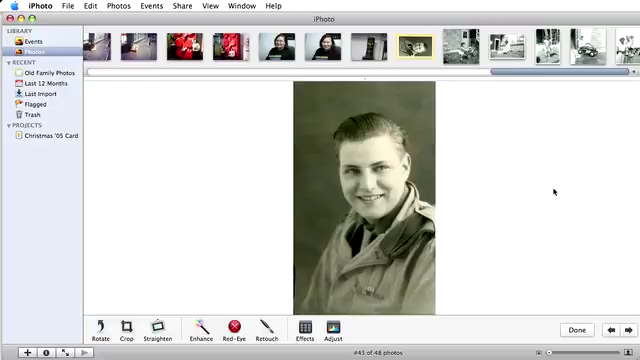 iPhoto File Edit Photos Events Share View Window Help
iPhoto
LIBRARY
Events
Photos
RECENT
Old Family Photos
Last 12 Months
Last Import
Flagged
Trash
PROJECTS
Christmas '05 Card
Rotate Crop Straighten Enhance Red-Eye Retouch Effects Adjust Done
#43 of 48 photos